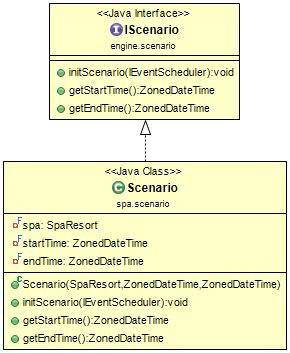 <<Java Interface>>
IScenario
engine.scenario
initScenario(IEventScheduler):void
getStartTime():ZonedDateTime
getEndTime():ZonedDateTime
<<Java Class>>
Scenario
spa.scenario
spa: SpaResort
startTime: ZonedDateTime
endTime: ZonedDateTime
Scenario(SpaResort,ZonedDateTime,ZonedDateTime)
initScenario(IEventScheduler):void
getStartTime():ZonedDateTime
getEndTime():ZonedDateTime